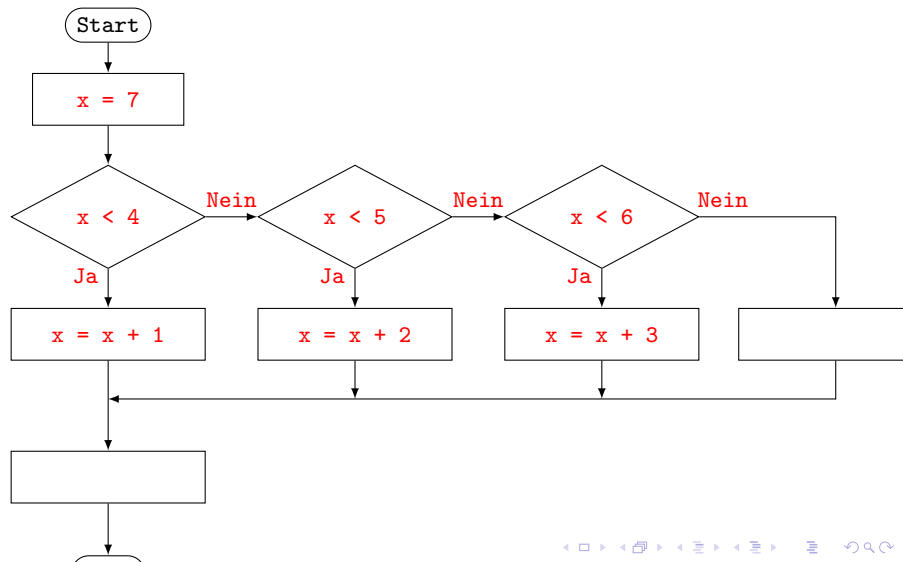 Start
x = 7
x < 4
Nein
x < 5
Nein
x < 6
Nein
Ja
Ja
Ja
x = x + 1
x = x + 2
x = x + 3